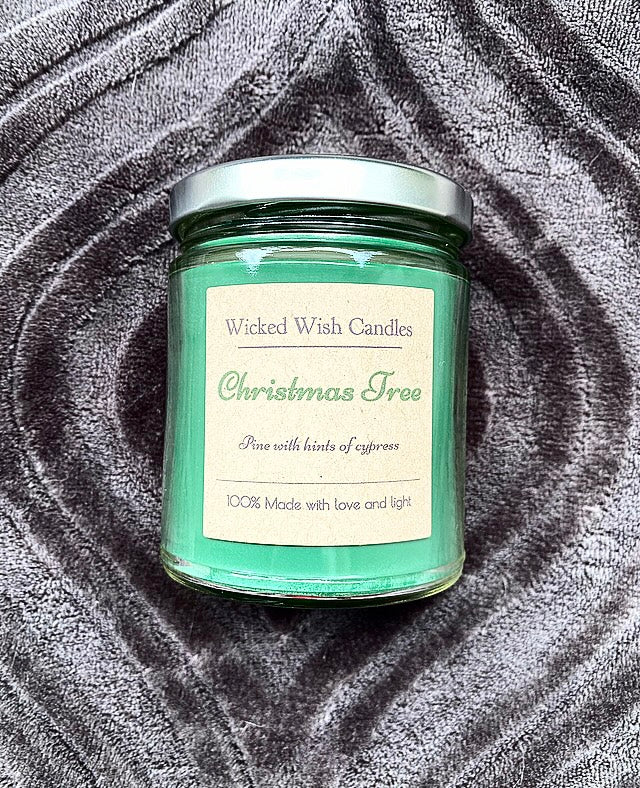 Wicked Wish Candles
Christmas Tree
Pine with hints of cypress
100% Made with love and light